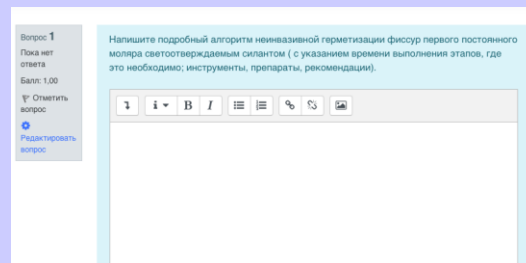 Вопрос 1
Пока нет
ответа
Балл: 1,00
Отметить
вопрос
Редактировать
вопрос
Напишите подробный алгоритм неинвазивной герметизации фиссур первого постоянного
моляра светоотверждаемым силантом ( с указанием времени выполнения этапов, где
это необходимо; инструменты, препараты, рекомендации).
i B I